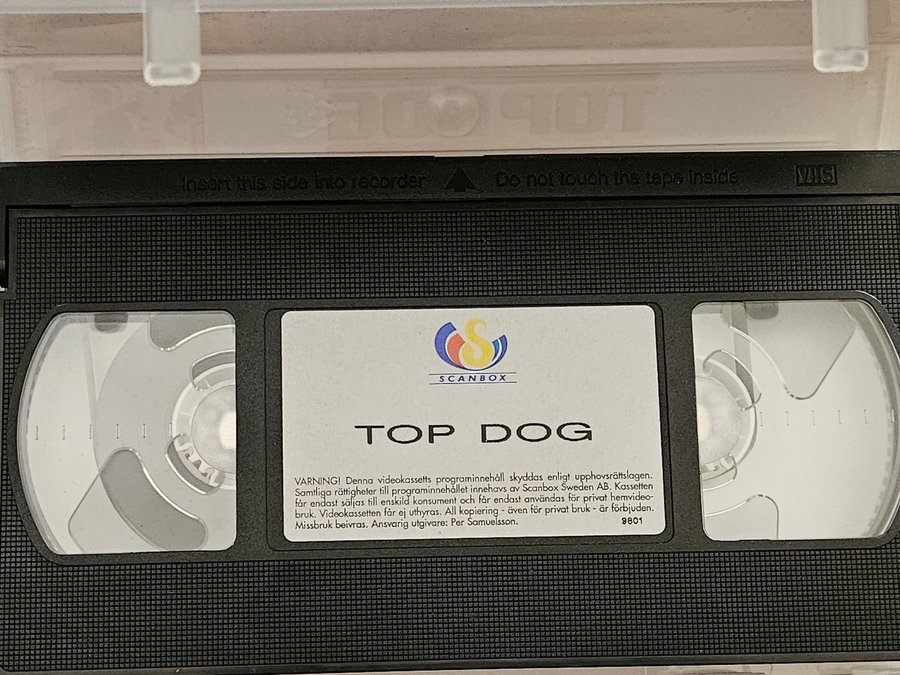 Insert this side into recorder Do not touch the tape inside VHS
SCANBOX
TOP DOG
VARNING! Denna videokassetts programinnehåll skyddas enligt upphovsrättslagen.
Samtliga rättigheter till programinnehållet innehavs av Scanbox Sweden AB. Kassetten
får endast säljas till enskild konsument och får endast användas för privat hemvideo-
bruk. Videokassetten får ej uthyras. All kopiering - även för privat bruk - är förbjuden.
Missbruk beivras. Ansvarig utgivare: Per Samuelsson. 9801